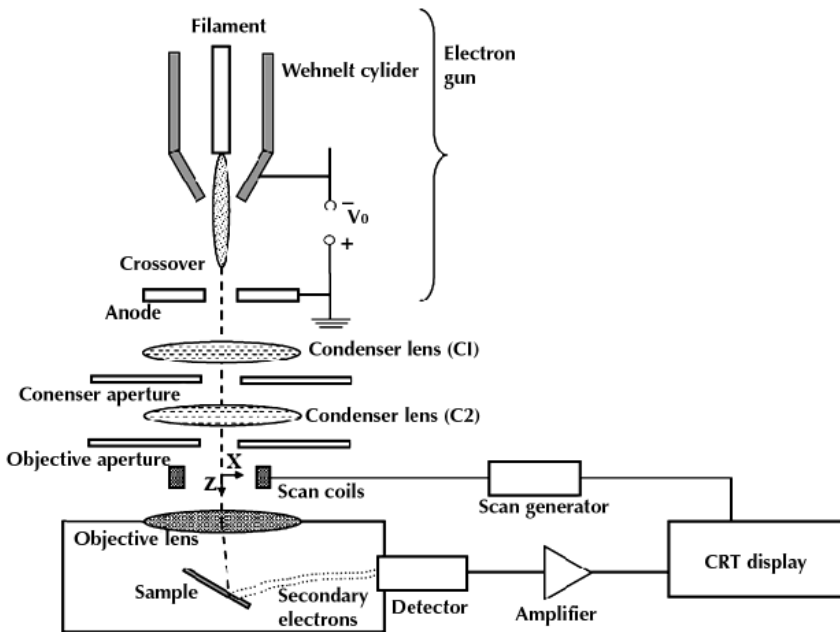 Filament
Wehnelt cylider
Electron
gun
−
V0
+
Crossover
Anode
Condenser lens (C1)
Conenser aperture
Condenser lens (C2)
Objective aperture
X
Z
Scan coils
Scan generator
Objective lens
CRT display
Sample
Secondary
electrons
Detector
Amplifier